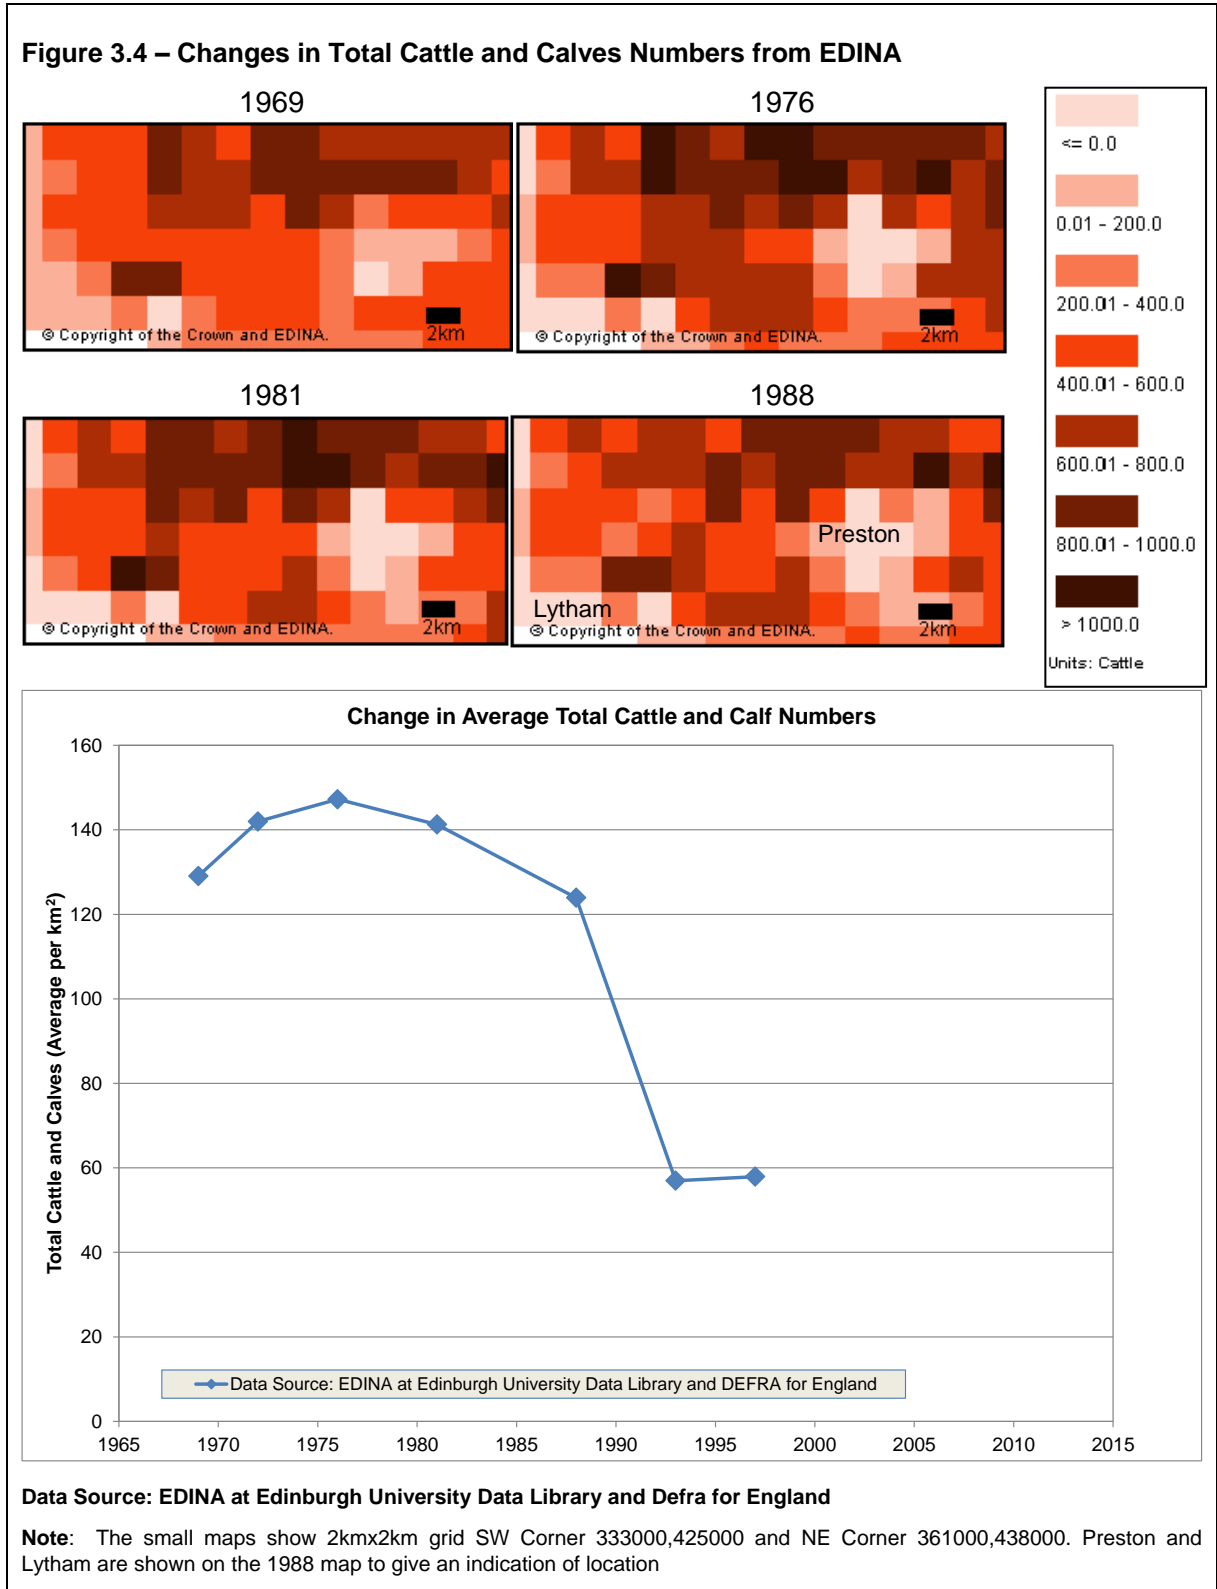 Figure 3.4 – Changes in Total Cattle and Calves Numbers from EDINA
1969
1976
© Copyright of the Crown and EDINA.
2km
© Copyright of the Crown and EDINA.
2km
1981
1988
© Copyright of the Crown and EDINA.
2km
Preston
Lytham
© Copyright of the Crown and EDINA.
2km
<= 0.0
0.01 - 200.0
200.01 - 400.0
400.01 - 600.0
600.01 - 800.0
800.01 - 1000.0
> 1000.0
Units: Cattle
Change in Average Total Cattle and Calf Numbers
Total Cattle and Calves (Average per km²)
160
140
120
100
80
60
40
20
0
Data Source: EDINA at Edinburgh University Data Library and DEFRA for England
1965 1970 1975 1980 1985 1990 1995 2000 2005 2010 2015
Data Source: EDINA at Edinburgh University Data Library and Defra for England
Note: The small maps show 2kmx2km grid SW Corner 333000,425000 and NE Corner 361000,438000. Preston and
Lytham are shown on the 1988 map to give an indication of location